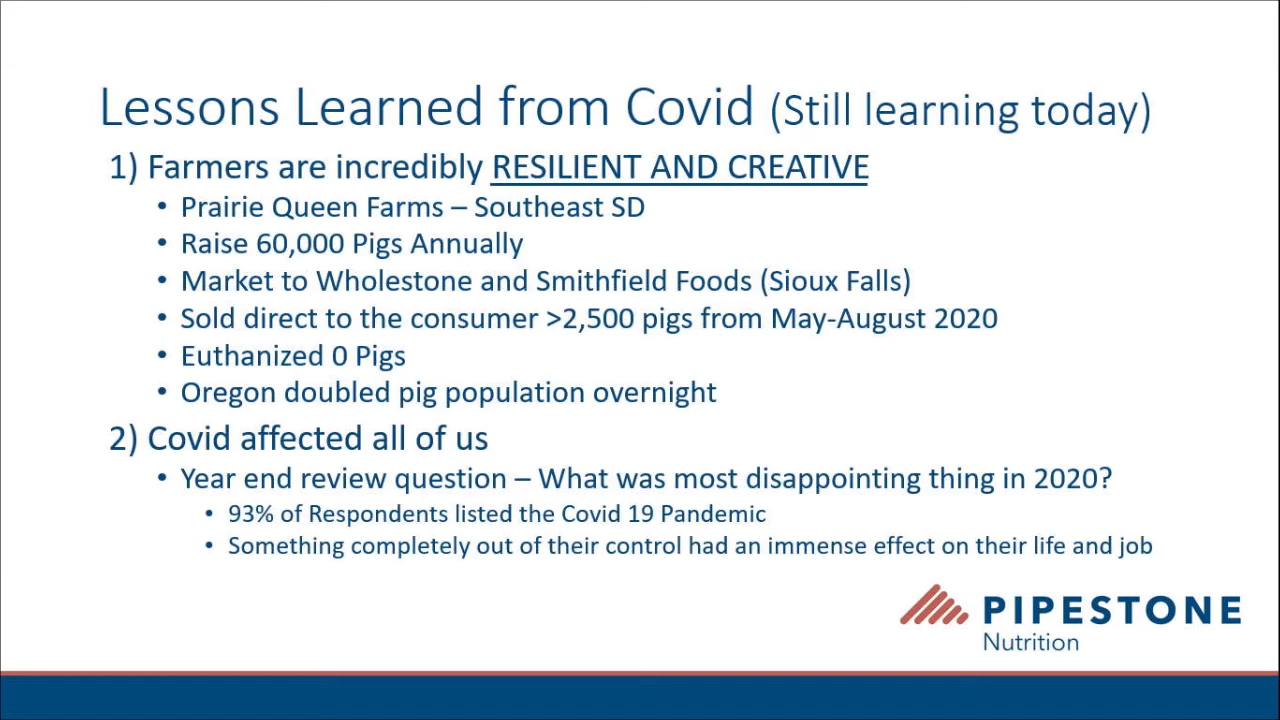 Lessons Learned from Covid (Still learning today)
1) Farmers are incredibly RESILIENT AND CREATIVE
• Prairie Queen Farms – Southeast SD
• Raise 60,000 Pigs Annually
• Market to Wholestone and Smithfield Foods (Sioux Falls)
• Sold direct to the consumer >2,500 pigs from May-August 2020
• Euthanized 0 Pigs
• Oregon doubled pig population overnight
2) Covid affected all of us
• Year end review question – What was most disappointing thing in 2020?
• 93% of Respondents listed the Covid 19 Pandemic
• Something completely out of their control had an immense effect on their life and job
PIPESTONE
Nutrition